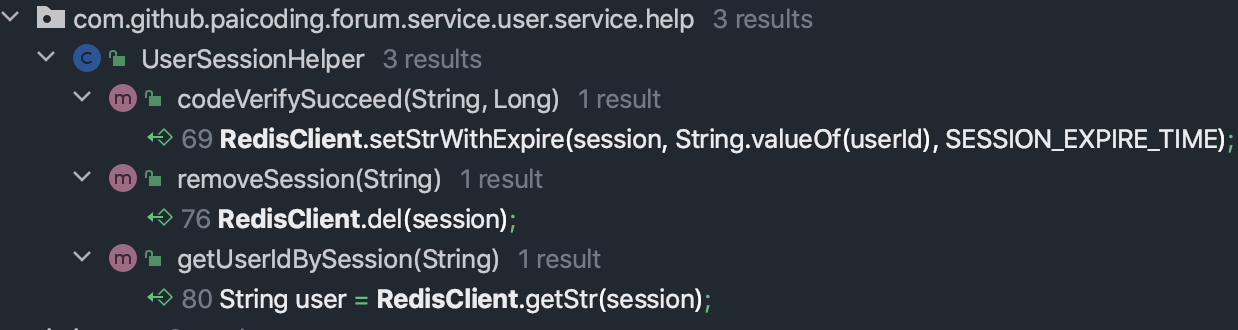 com.github.paicoding.forum.service.user.service.help 3 results
UserSessionHelper 3 results
codeVerifySucceed(String, Long) 1 result
69 RedisClient.setStrWithExpire(session, String.valueOf(userId), SESSION_EXPIRE_TIME);
removeSession(String) 1 result
76 RedisClient.del(session);
getUserIdBySession(String) 1 result
80 String user = RedisClient.getStr(session);